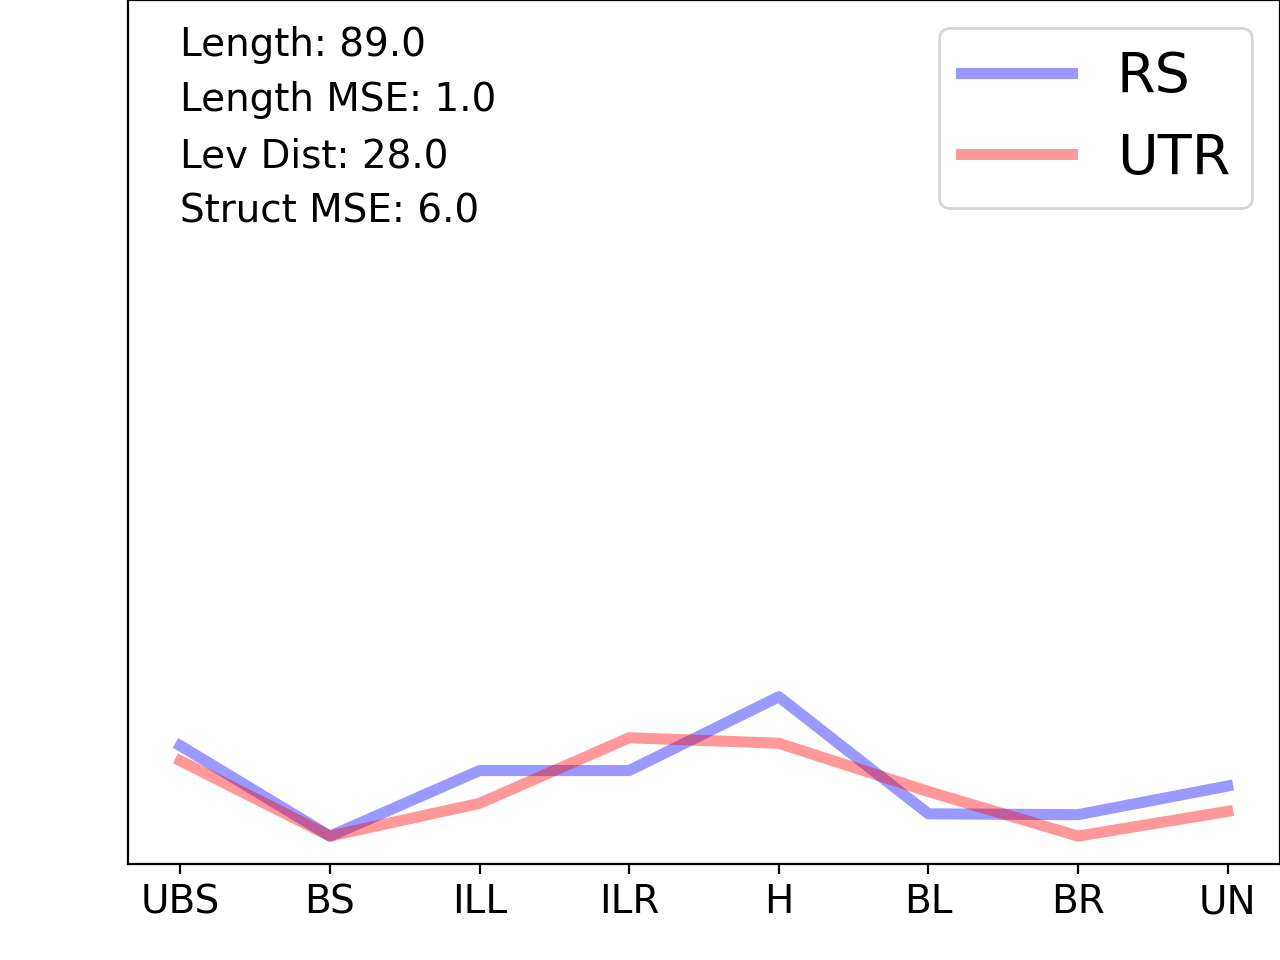 Length: 89.0
Length MSE: 1.0
Lev Dist: 28.0
Struct MSE: 6.0
RS
UTR
UBS BS ILL ILR H BL BR UN